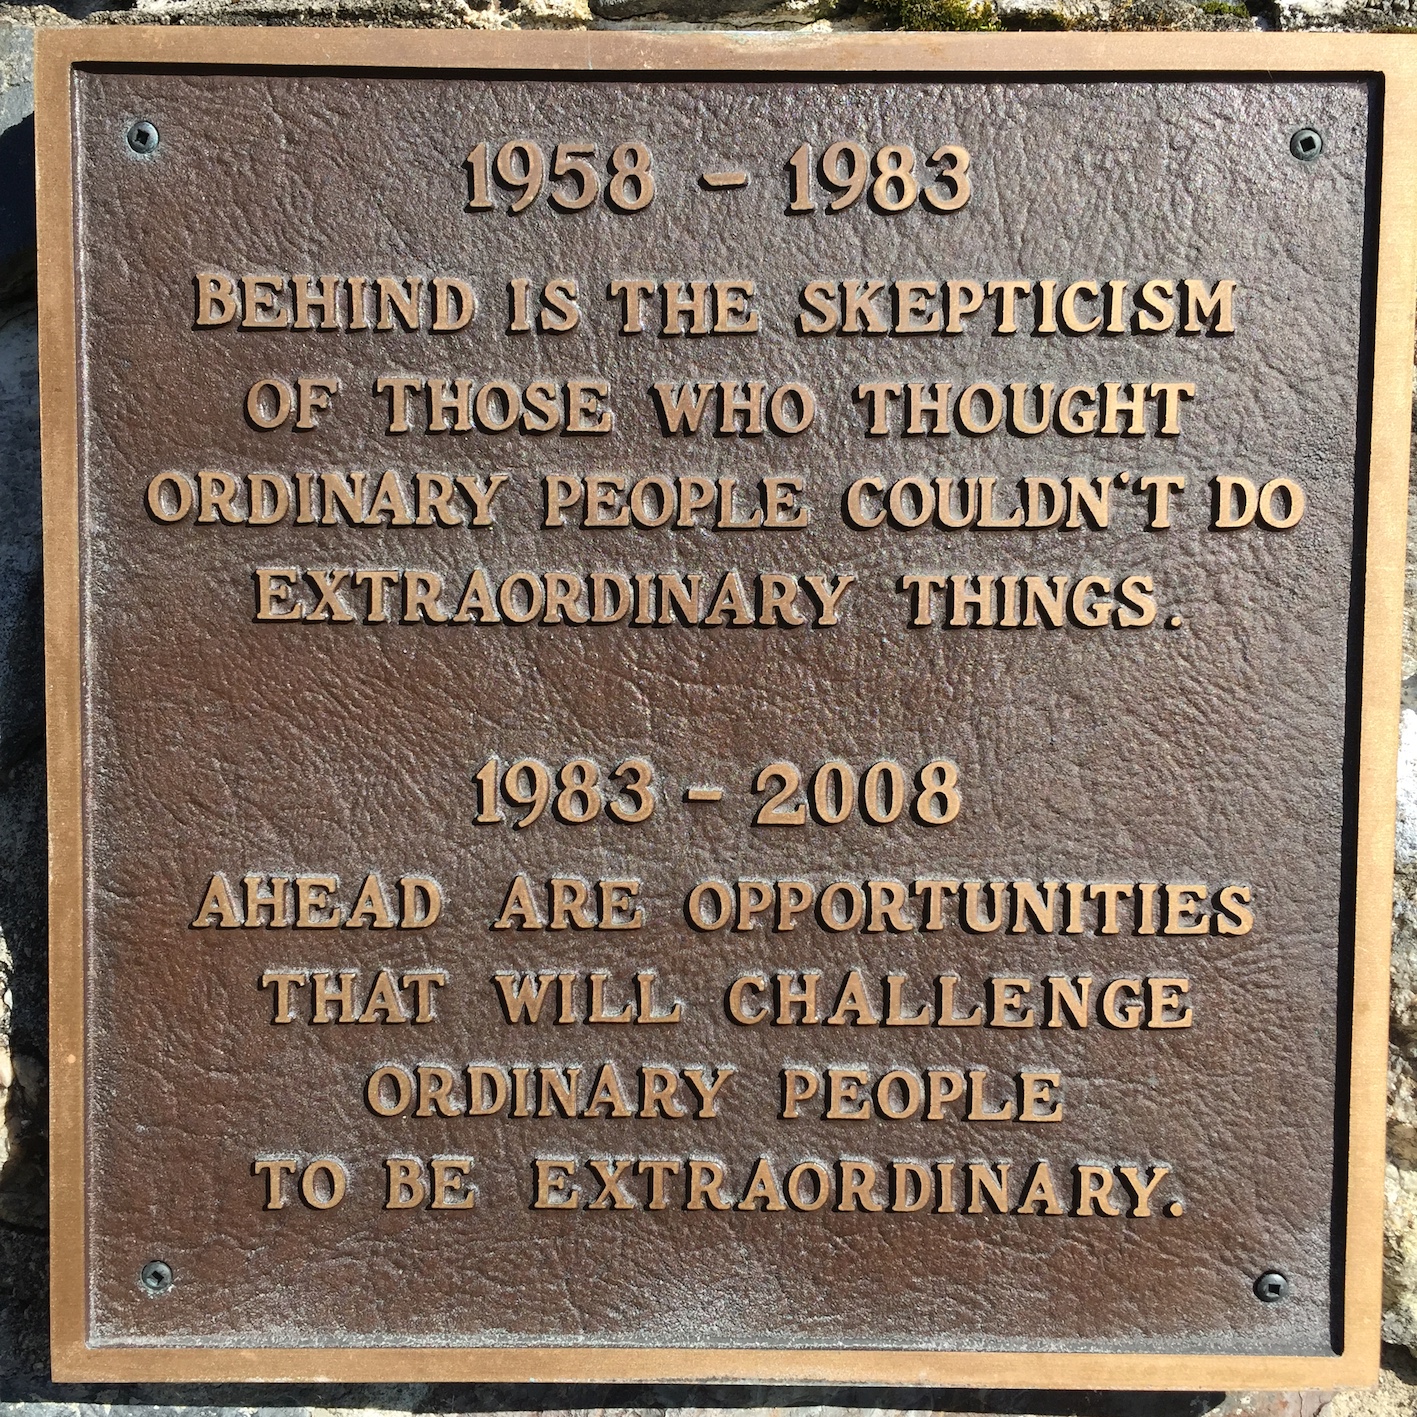 1958 - 1983
BEHIND IS THE SKEPTICISM
OF THOSE WHO THOUGHT
ORDINARY PEOPLE COULDN'T DO
EXTRAORDINARY THINGS.
1983 - 2008
AHEAD ARE OPPORTUNITIES
THAT WILL CHALLENGE
ORDINARY PEOPLE
TO BE EXTRAORDINARY.